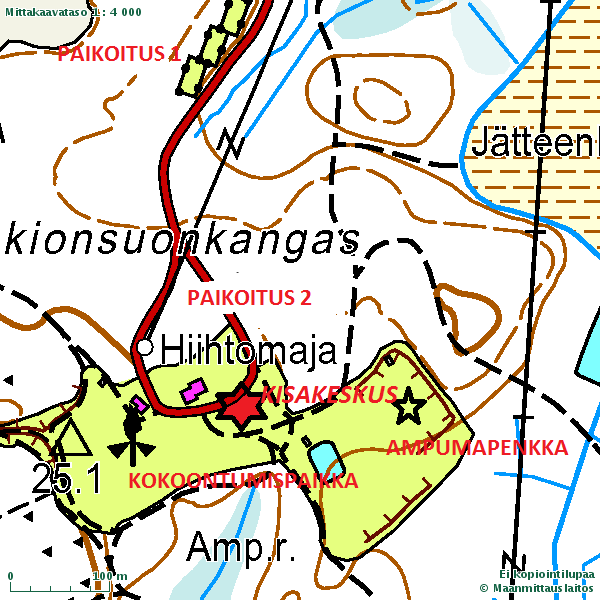 Mittakaavataso 1 : 4 000
PAIKOITUS 1
Jätteenl
kionsuonkangas
PAIKOITUS 2
Hiihtomaja
KISAKESKUS
AMPUMAPENKKA
25.1
KOKOONTUMISPAIKKA
Amp.r.
0 100 m
Ei kopiointilupaa
© Maanmittauslaitos